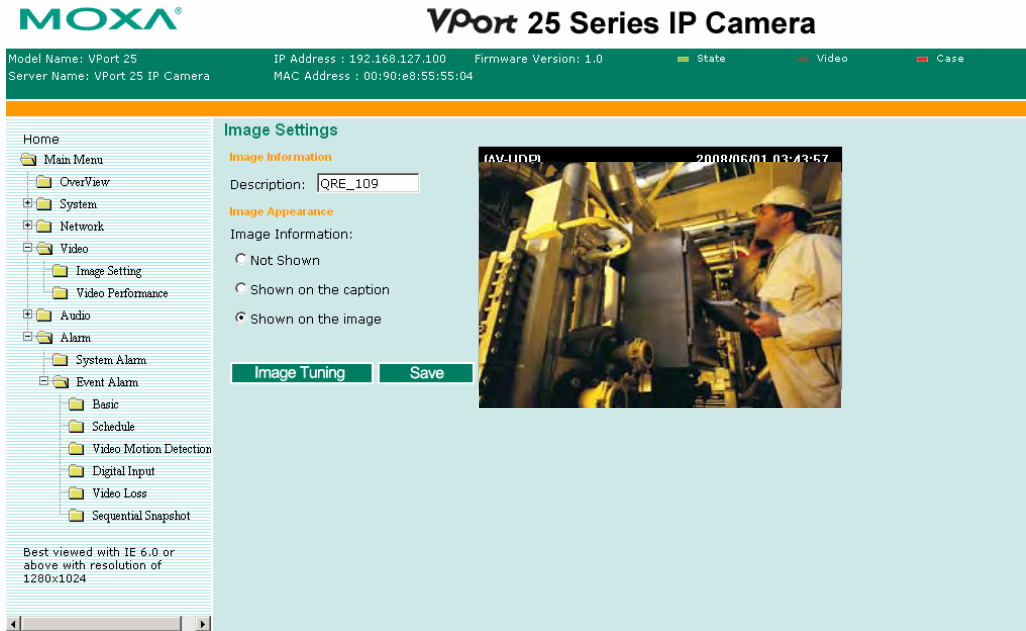 MOXA®
VPort 25 Series IP Camera
Model Name: VPort 25
IP Address : 192.168.127.100
Firmware Version: 1.0
State
Video
Case
Server Name: VPort 25 IP Camera
MAC Address : 00:90:e8:55:55:04
Home
Main Menu
OverView
System
Network
Video
Image Setting
Video Performance
Audio
Alarm
System Alarm
Event Alarm
Basic
Schedule
Video Motion Detection
Digital Input
Video Loss
Sequential Snapshot
Best viewed with IE 6.0 or
above with resolution of
1280x1024
Image Settings
Image Information
Description: QRE_109
Image Appearance
Image Information:
Not Shown
Shown on the caption
Shown on the image
Image Tuning
Save
(AV-UDP)
2008/06/01 03:43:57